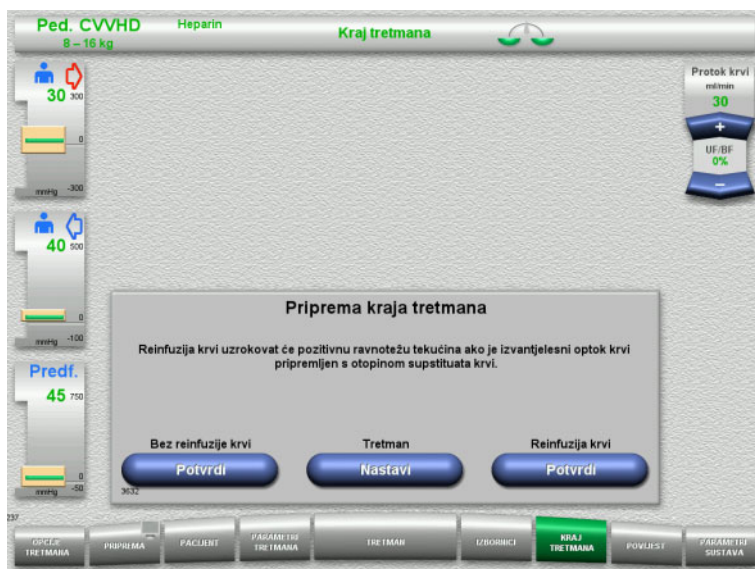 Ped. CVVHD
Heparin
Kraj tretmana
8 – 16 kg
30
300
0
-300
mmHg
Protok krvi
ml/min
30
+
UF/BF
0%
–
40
500
0
-100
mmHg
Predf.
45
750
0
-50
mmHg
Priprema kraja tretmana
Reinfuzija krvi uzrokovat će pozitivnu ravnotežu tekućina ako je izvantjelesni optok krvi
pripremljen s otopinom supstituata krvi.
Bez reinfuzije krvi
Tretman
Reinfuzija krvi
Potvrdi
Nastavi
Potvrdi
3632
237
OPCIJE
TRETMANA
PRIPREMA
PACIJENT
PARAMETRI
TRETMANA
TRETMAN
IZBORNICI
KRAJ
TRETMANA
POVIJEST
PARAMETRI
SUSTAVA